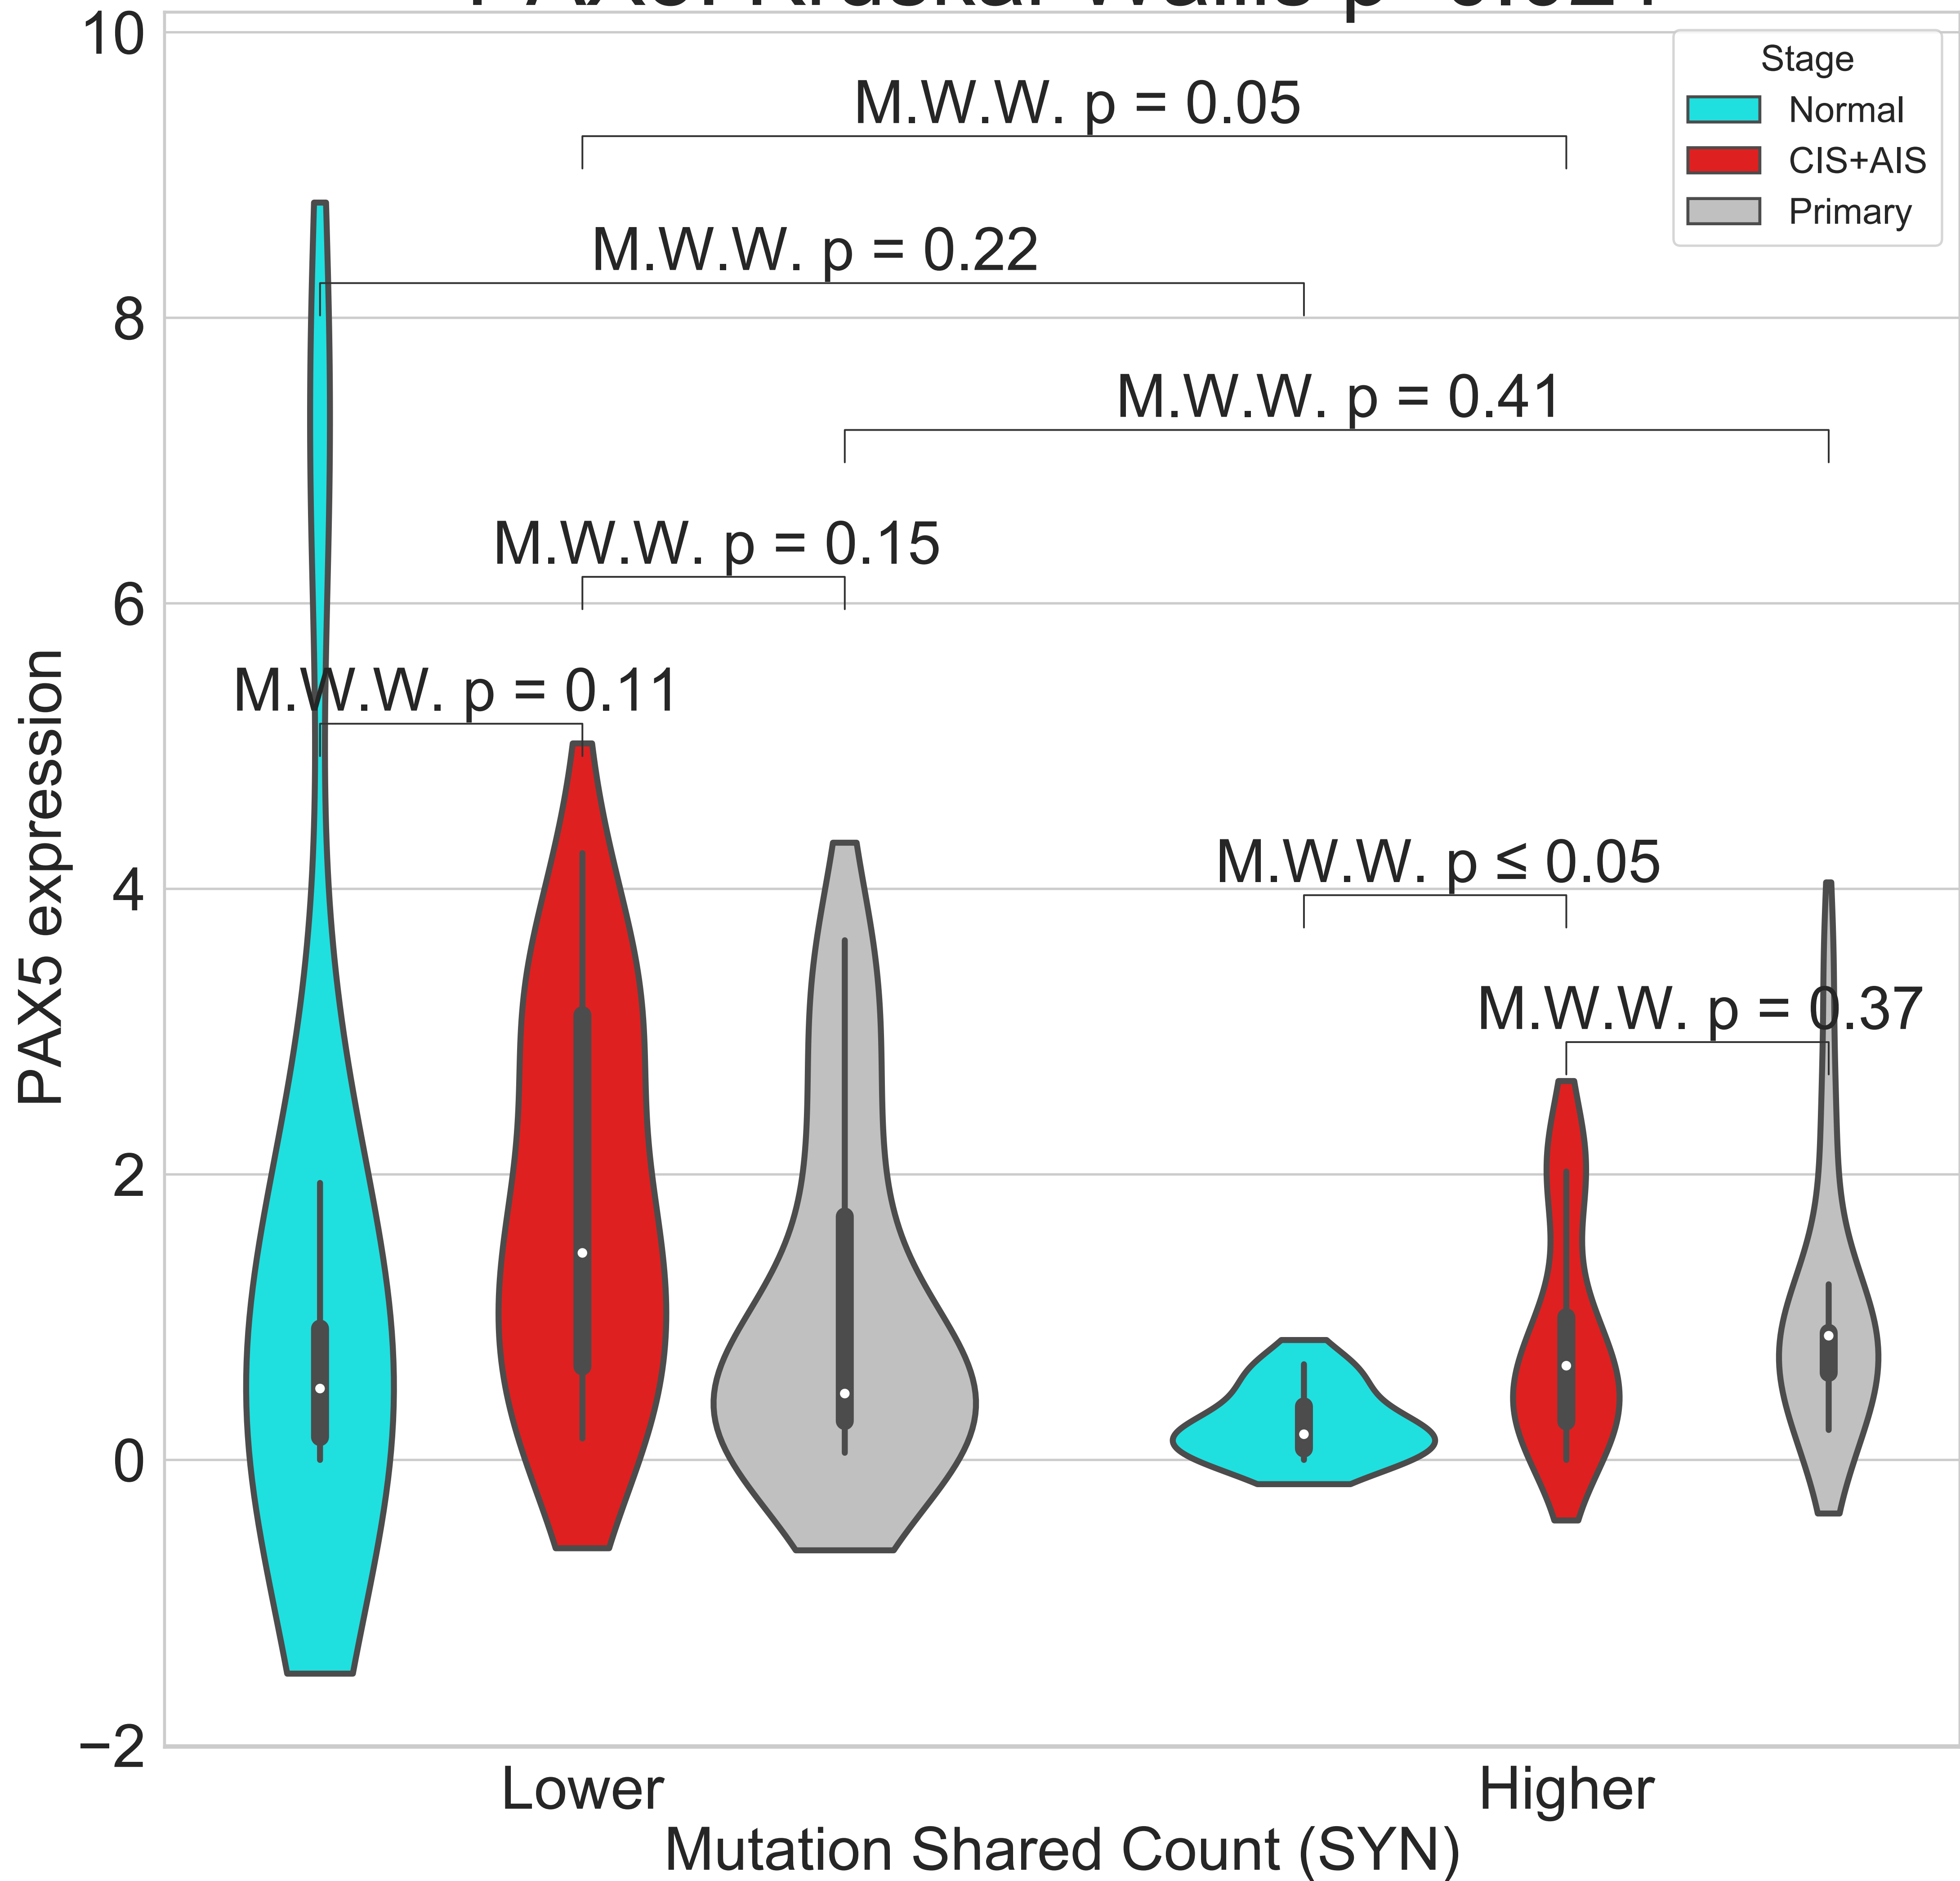 10
8
6
4
2
0
−2
PAX5 expression
Stage
Normal
CIS+AIS
Primary
M.W.W. p = 0.05
M.W.W. p = 0.22
M.W.W. p = 0.41
M.W.W. p = 0.15
M.W.W. p = 0.11
M.W.W. p ≤ 0.05
M.W.W. p = 0.37
Lower
Higher
Mutation Shared Count (SYN)